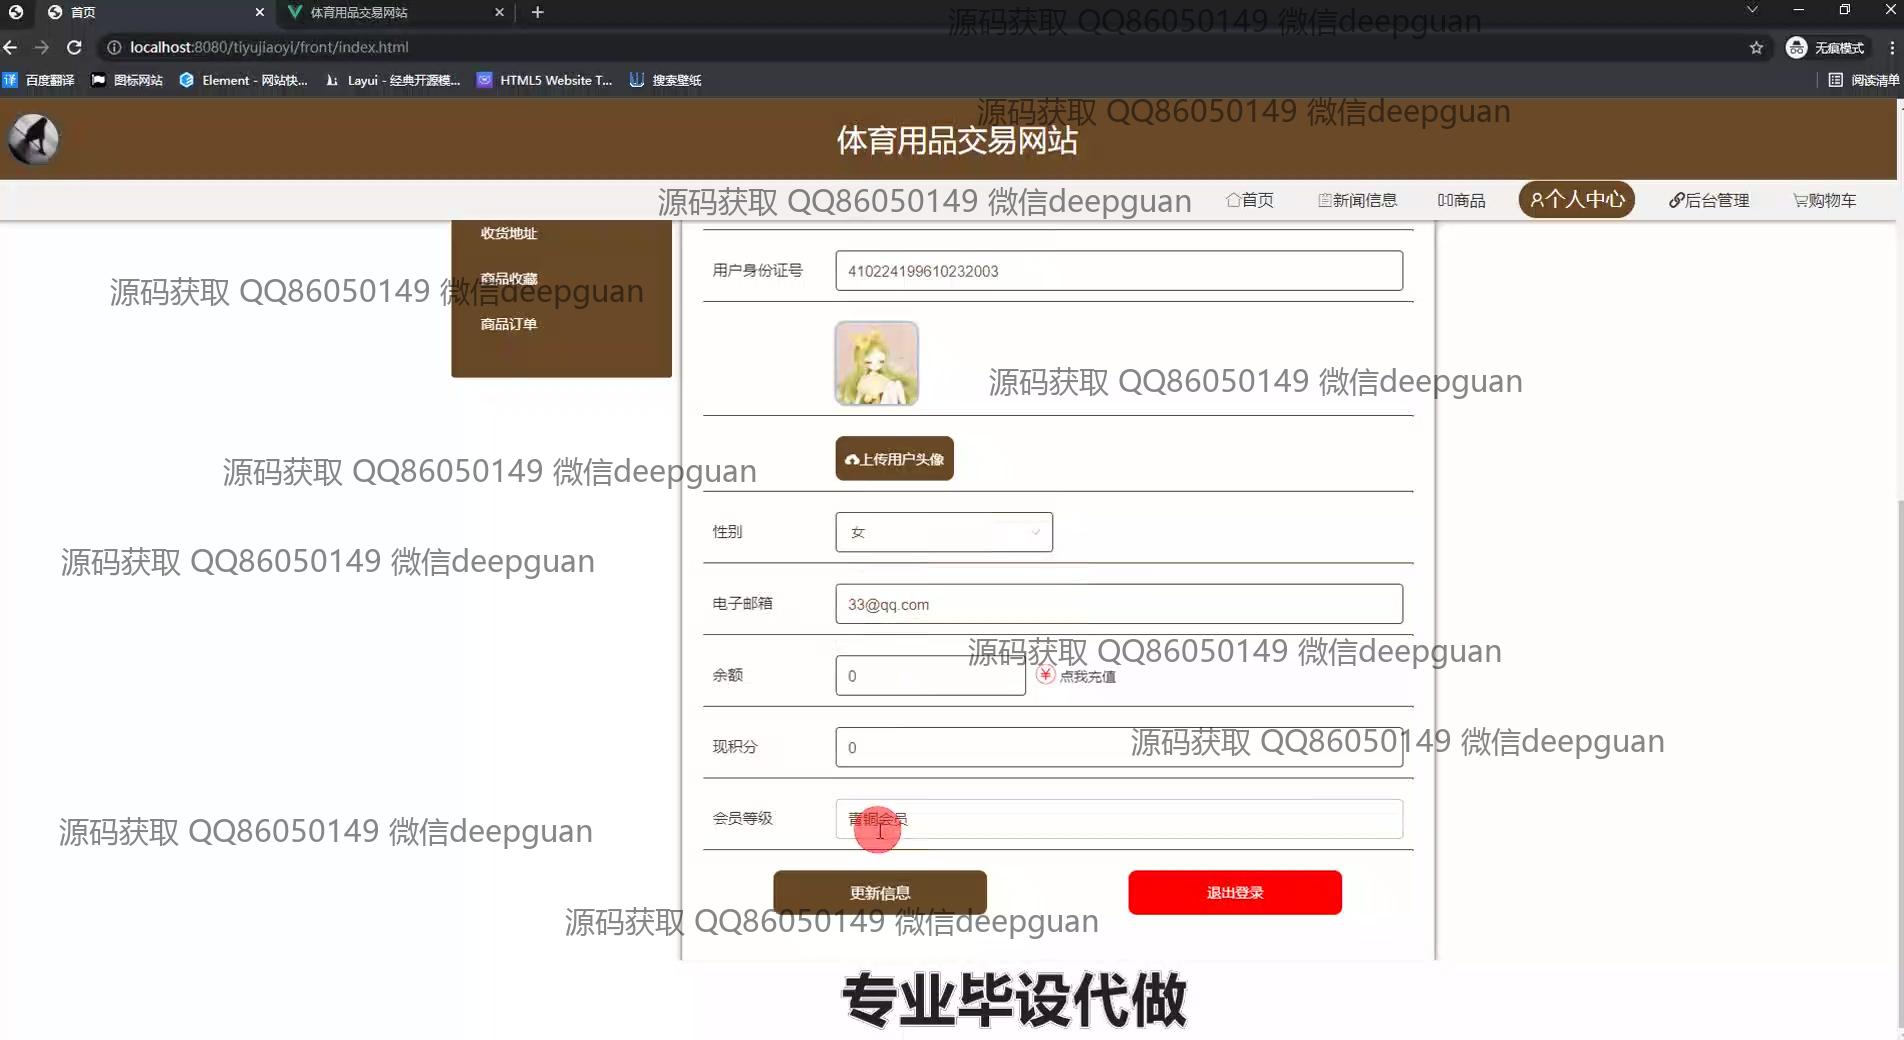 首页
体育用品交易网站
源码获取 QQ86050149 微信deepguan
localhost:8080/tiyujiaoyi/front/index.html
无痕模式
百度翻译
图标网站
Element - 网站快...
Layui - 经典开源模...
HTML5 Website T...
搜索壁纸
阅读清单
源码获取 QQ86050149 微信deepguan
体育用品交易网站
源码获取 QQ86050149 微信deepguan
首页
新闻信息
商品
个人中心
后台管理
购物车
收货地址
用户身份证号
410224199610232003
商品收藏
源码获取 QQ86050149 微信deepguan
商品订单
源码获取 QQ86050149 微信deepguan
上传用户头像
源码获取 QQ86050149 微信deepguan
性别
女
源码获取 QQ86050149 微信deepguan
电子邮箱
33@qq.com
源码获取 QQ86050149 微信deepguan
余额
0
点我充值
现积分
0
源码获取 QQ86050149 微信deepguan
会员等级
青铜会员
源码获取 QQ86050149 微信deepguan
更新信息
退出登录
源码获取 QQ86050149 微信deepguan
专业毕设代做